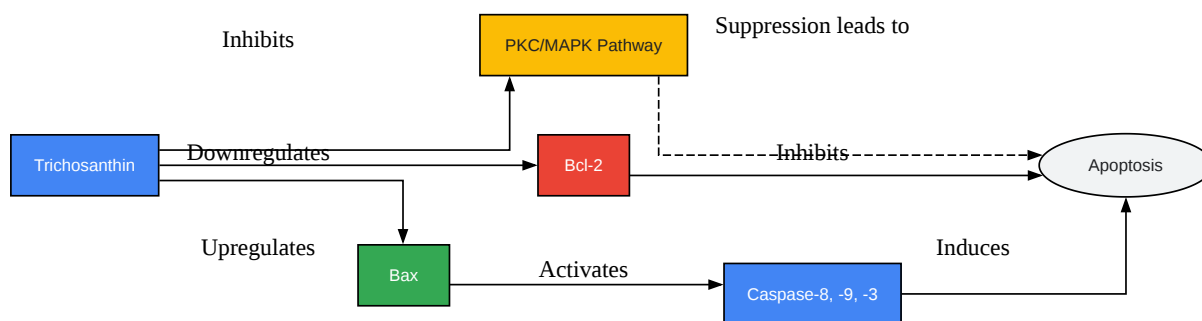 Suppression leads to
Inhibits
PKC/MAPK Pathway
Trichosanthin
Downregulates
Bcl-2
Inhibits
Apoptosis
Upregulates
Bax
Activates
Induces
Caspase-8, -9, -3